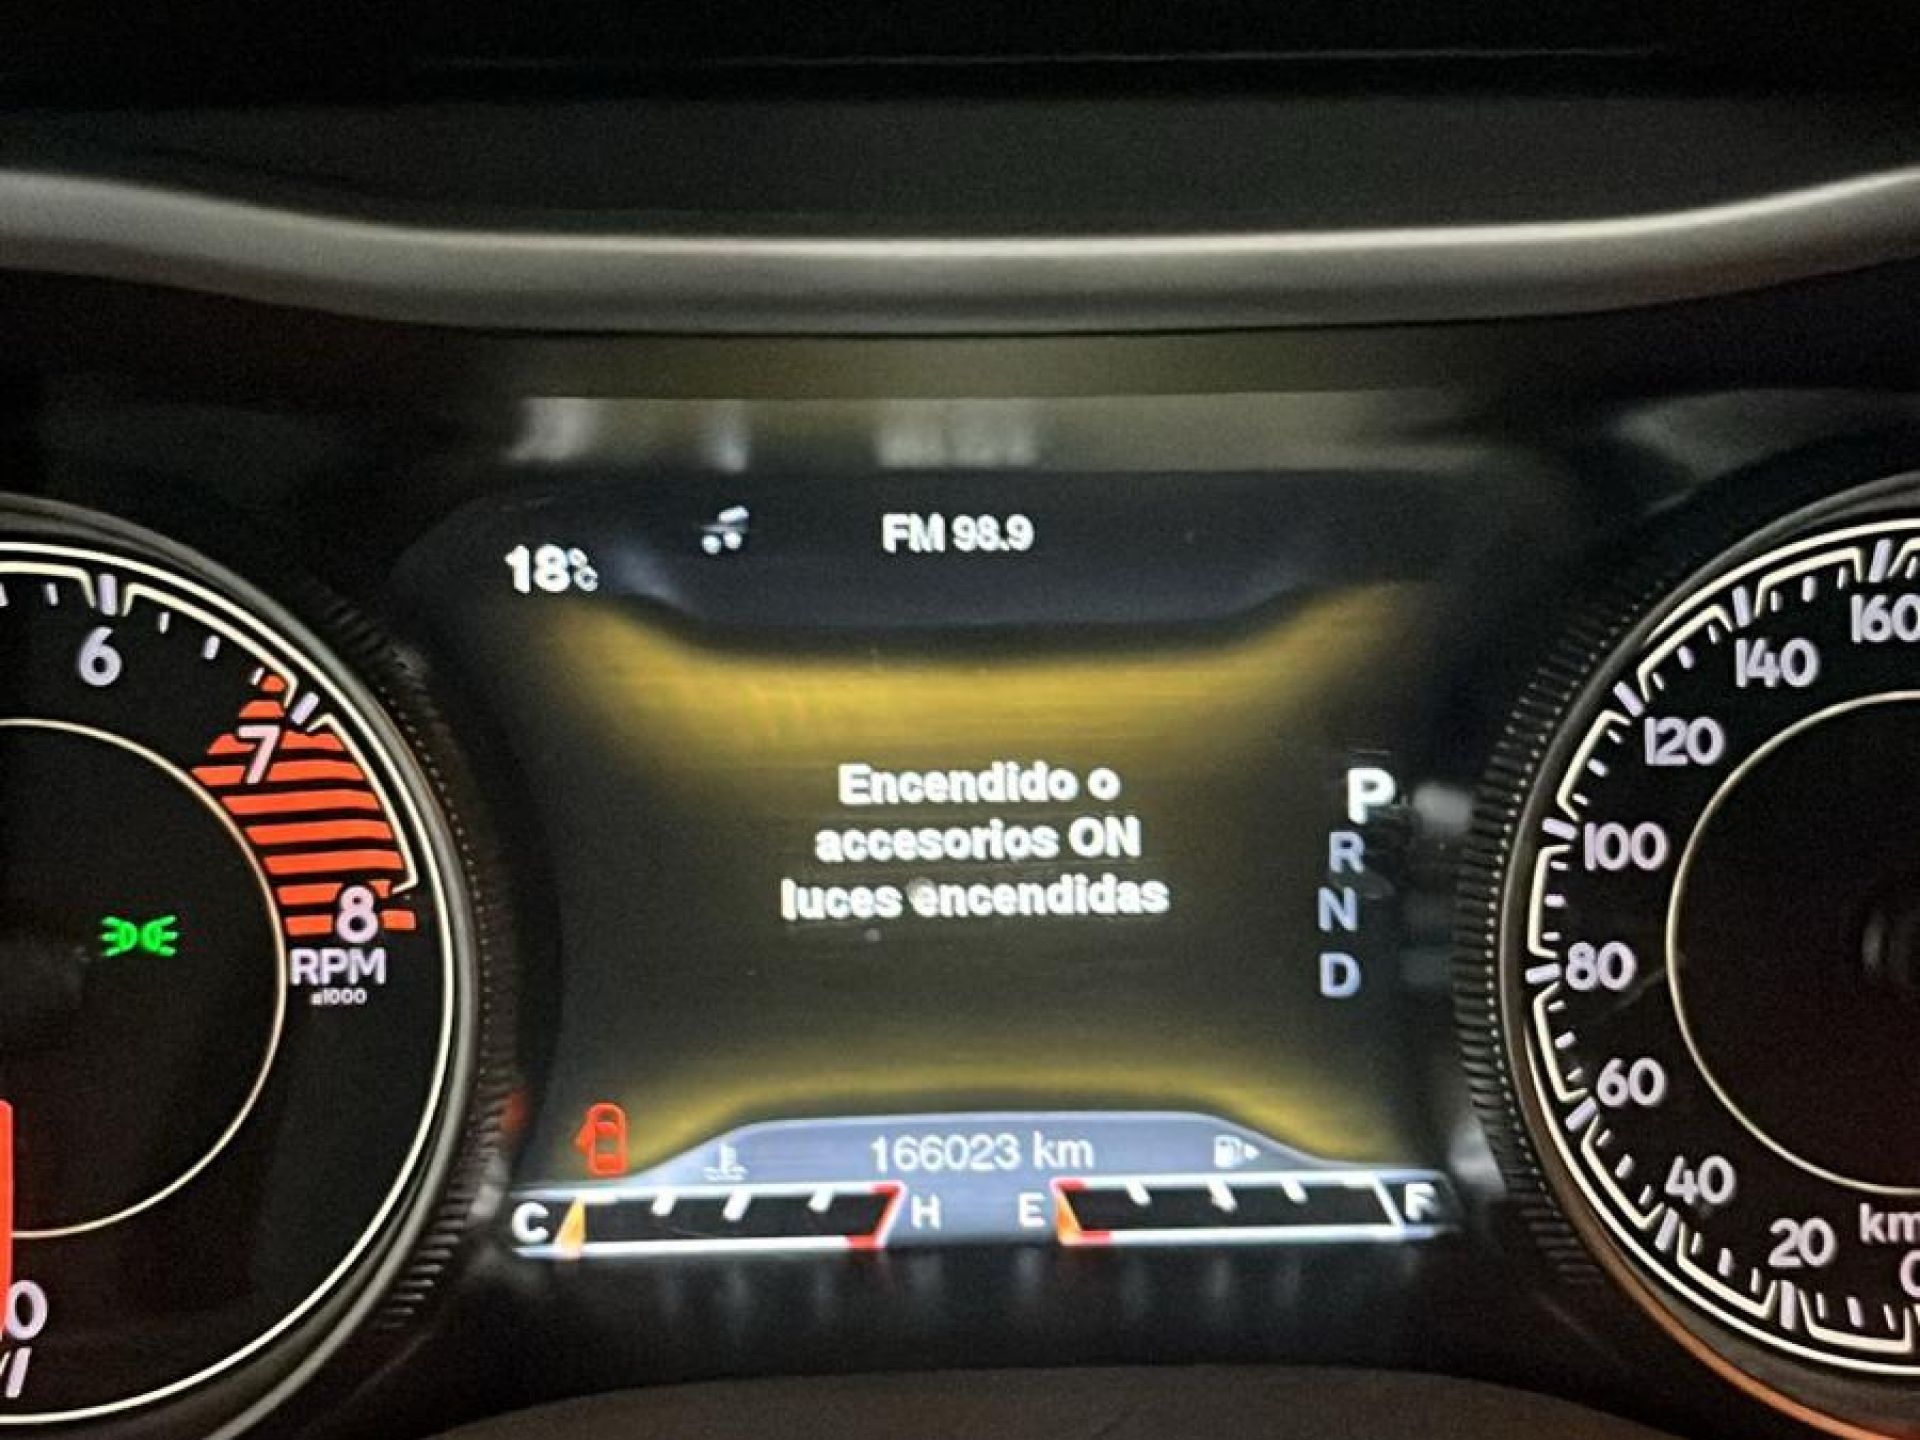 18°C
FM 98.9
Encendido o
accesorios ON
luces encendidas
P
R
N
D
166023 km
C H E F
6
7
8
RPM
x1000
0
160
140
120
100
80
60
40
20
km